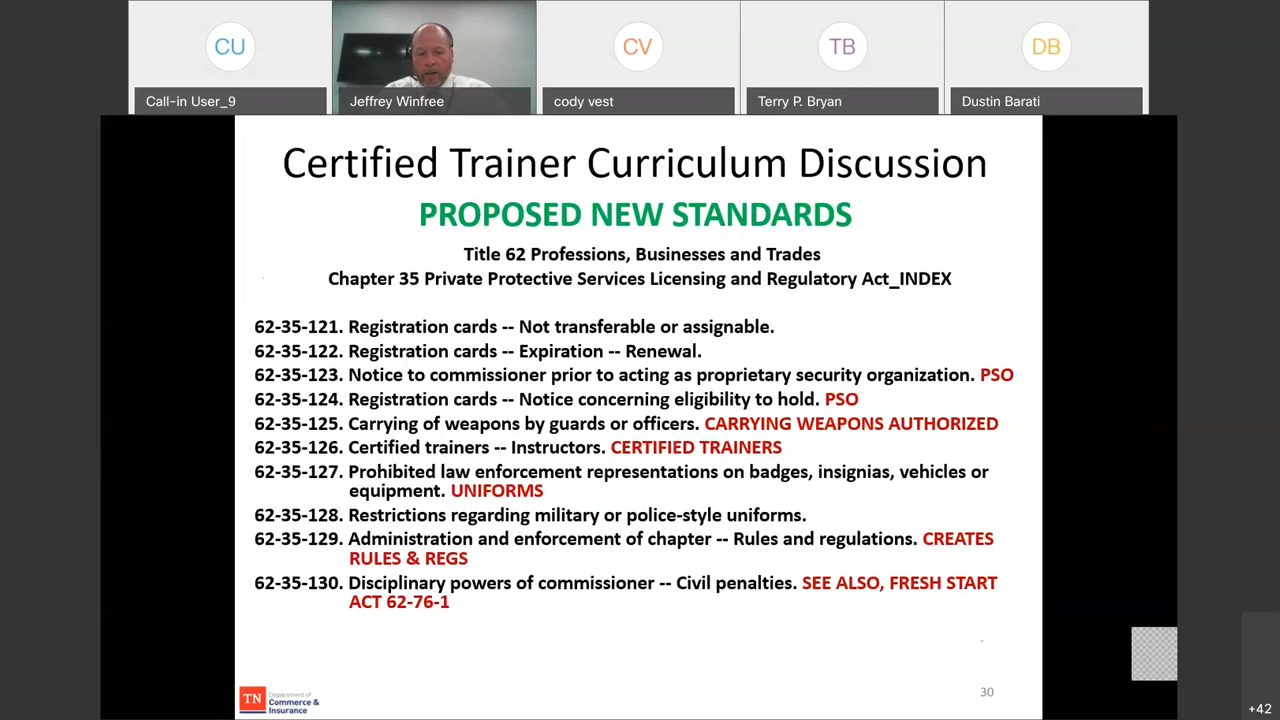 CU
CV
TB
DB
Call-in User_9
Jeffrey Winfree
cody vest
Terry P. Bryan
Dustin Barati
Certified Trainer Curriculum Discussion
PROPOSED NEW STANDARDS
Title 62 Professions, Businesses and Trades
Chapter 35 Private Protective Services Licensing and Regulatory Act_INDEX
62-35-121. Registration cards -- Not transferable or assignable.
62-35-122. Registration cards -- Expiration -- Renewal.
62-35-123. Notice to commissioner prior to acting as proprietary security organization. PSO
62-35-124. Registration cards -- Notice concerning eligibility to hold. PSO
62-35-125. Carrying of weapons by guards or officers. CARRYING WEAPONS AUTHORIZED
62-35-126. Certified trainers -- Instructors. CERTIFIED TRAINERS
62-35-127. Prohibited law enforcement representations on badges, insignias, vehicles or
equipment. UNIFORMS
62-35-128. Restrictions regarding military or police-style uniforms.
62-35-129. Administration and enforcement of chapter -- Rules and regulations. CREATES
RULES & REGS
62-35-130. Disciplinary powers of commissioner -- Civil penalties. SEE ALSO, FRESH START
ACT 62-76-1
TN
Department of
Commerce &
Insurance
30
+42